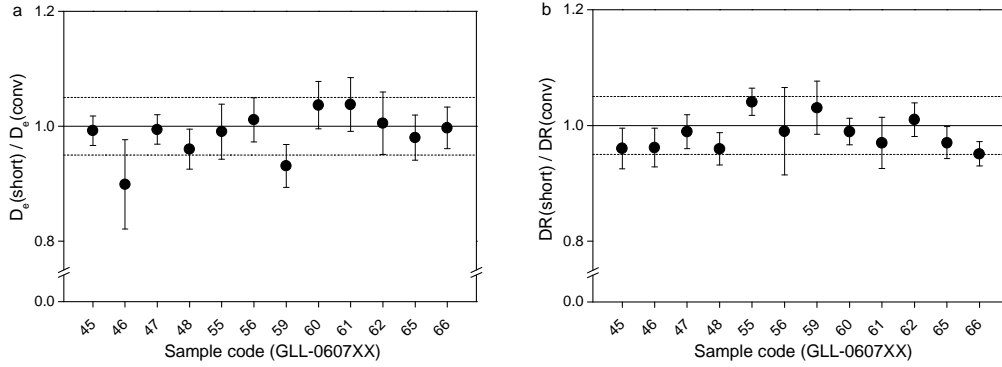 a
1.2
1.0
0.8
0.0
Dₑ(short) / Dₑ(conv)
45 46 47 48 55 56 59 60 61 62 65 66
Sample code (GLL-0607XX)
b
1.2
1.0
0.8
0.0
DR(short) / DR(conv)
45 46 47 48 55 56 59 60 61 62 65 66
Sample code (GLL-0607XX)